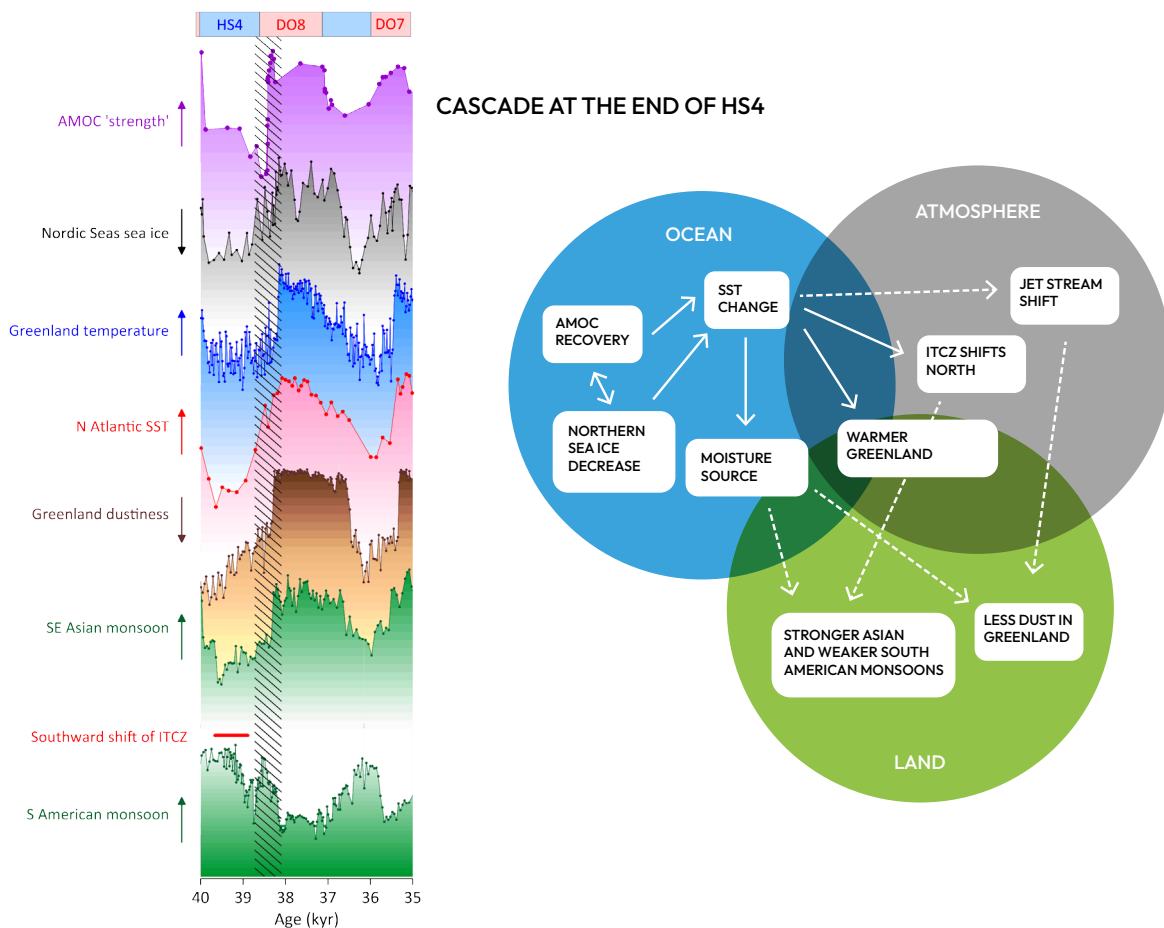 HS4
DO8
DO7
AMOC 'strength'
Nordic Seas sea ice
Greenland temperature
N Atlantic SST
Greenland dustiness
SE Asian monsoon
Southward shift of ITCZ
S American monsoon
40 39 38 37 36 35
Age (kyr)
CASCADE AT THE END OF HS4
OCEAN
ATMOSPHERE
SST
CHANGE
JET STREAM
SHIFT
AMOC
RECOVERY
ITCZ SHIFTS
NORTH
NORTHERN
SEA ICE
DECREASE
MOISTURE
SOURCE
WARMER
GREENLAND
STRONGER ASIAN
AND WEAKER SOUTH
AMERICAN MONSOONS
LESS DUST IN
GREENLAND
LAND